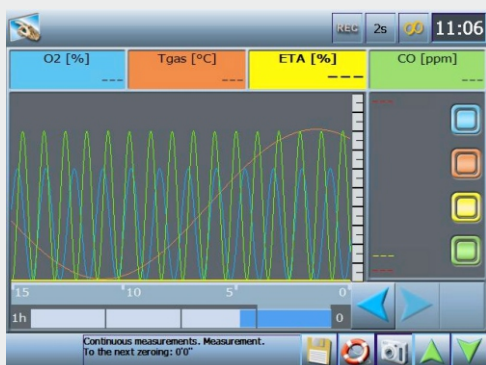 REC 2s 11:06
O2 [%] Tgas [°C] ETA [%] CO [ppm]
--- --- --- ---
---
---
---
15 10 5' 0'
1h 0
Continuous measurements. Measurement.
To the next zeroing: 0'0"